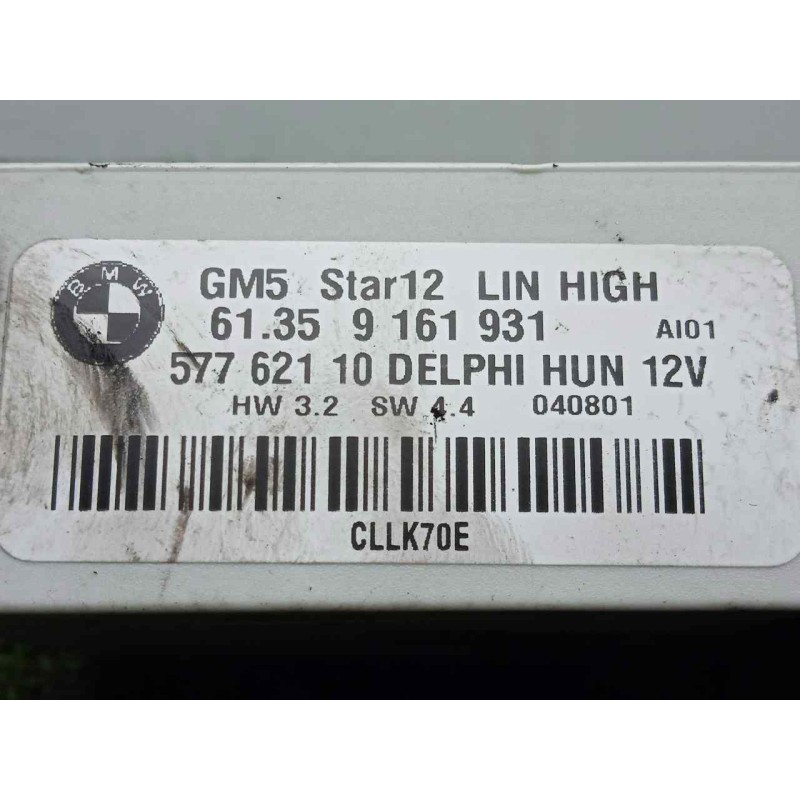 BMW
GM5 Star12 LIN HIGH
61.35 9 161 931 AI01
577 621 10 DELPHI HUN 12V
HW 3.2 SW 4.4 040801
CLLK70E